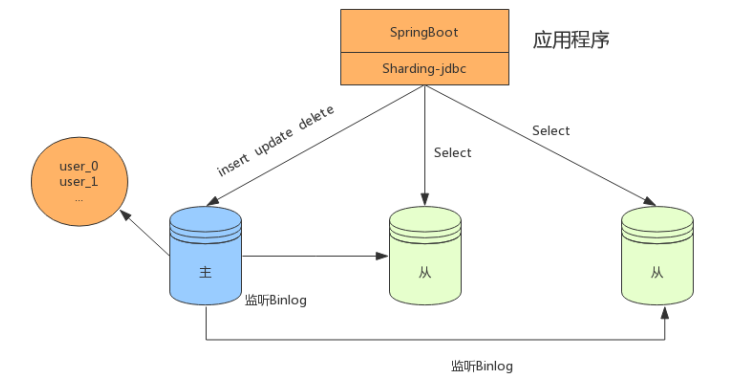 SpringBoot
应用程序
Sharding-jdbc
insert update delete
Select
Select
user_0
user_1
...
主
从
从
监听Binlog
监听Binlog